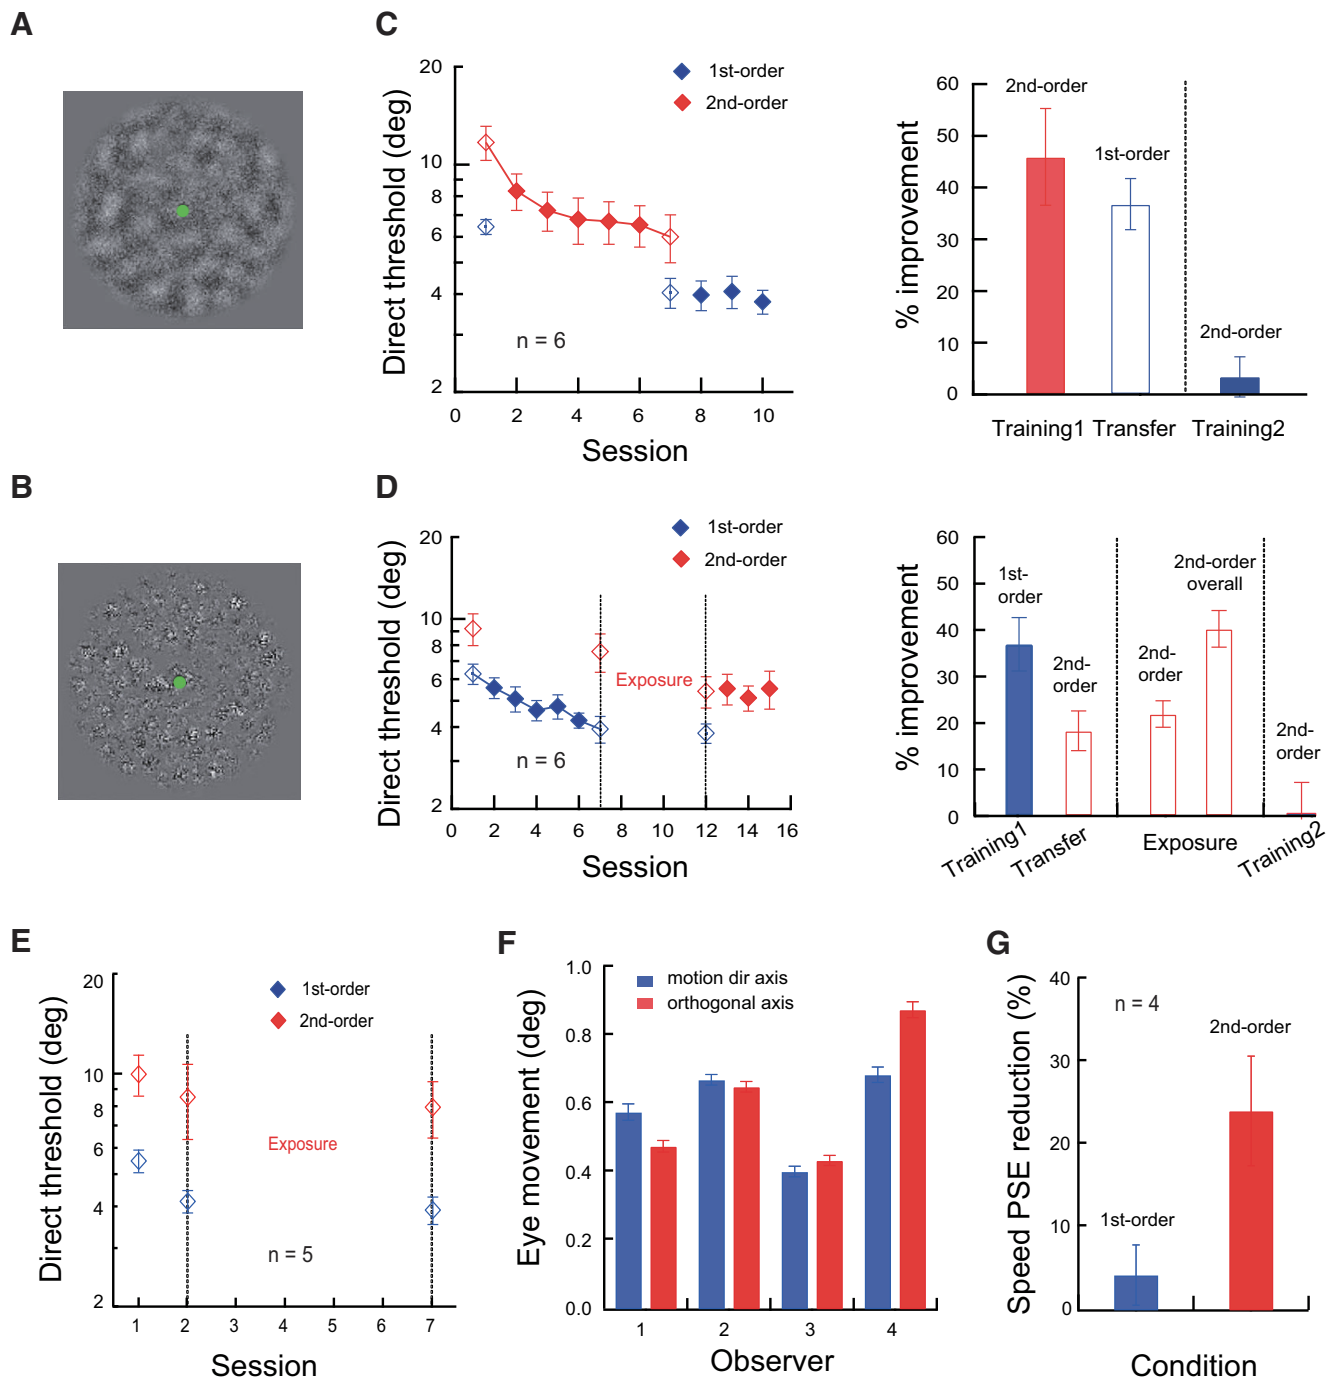 A
C
20
10
8
6
4
2
Direct threshold (deg)
1st-order
2nd-order
n = 6
0 2 4 6 8 10
Session
60
50
40
30
20
10
0
% improvement
2nd-order
1st-order
2nd-order
Training1 Transfer Training2
B
D
20
10
8
6
4
2
Direct threshold (deg)
1st-order
2nd-order
Exposure
n = 6
0 2 4 6 8 10 12 14 16
Session
60
50
40
30
20
10
0
% improvement
1st-
order
2nd-
order
2nd-
order
2nd-order
overall
2nd-
order
Training1 Transfer Exposure Training2
E
20
10
8
6
4
2
Direct threshold (deg)
1st-order
2nd-order
Exposure
n = 5
1 2 3 4 5 6 7
Session
F
1.0
0.8
0.6
0.4
0.2
0.0
Eye movement (deg)
motion dir axis
orthogonal axis
1 2 3 4
Observer
G
40
30
20
10
0
Speed PSE reduction (%)
n = 4
2nd-order
1st-order
Condition